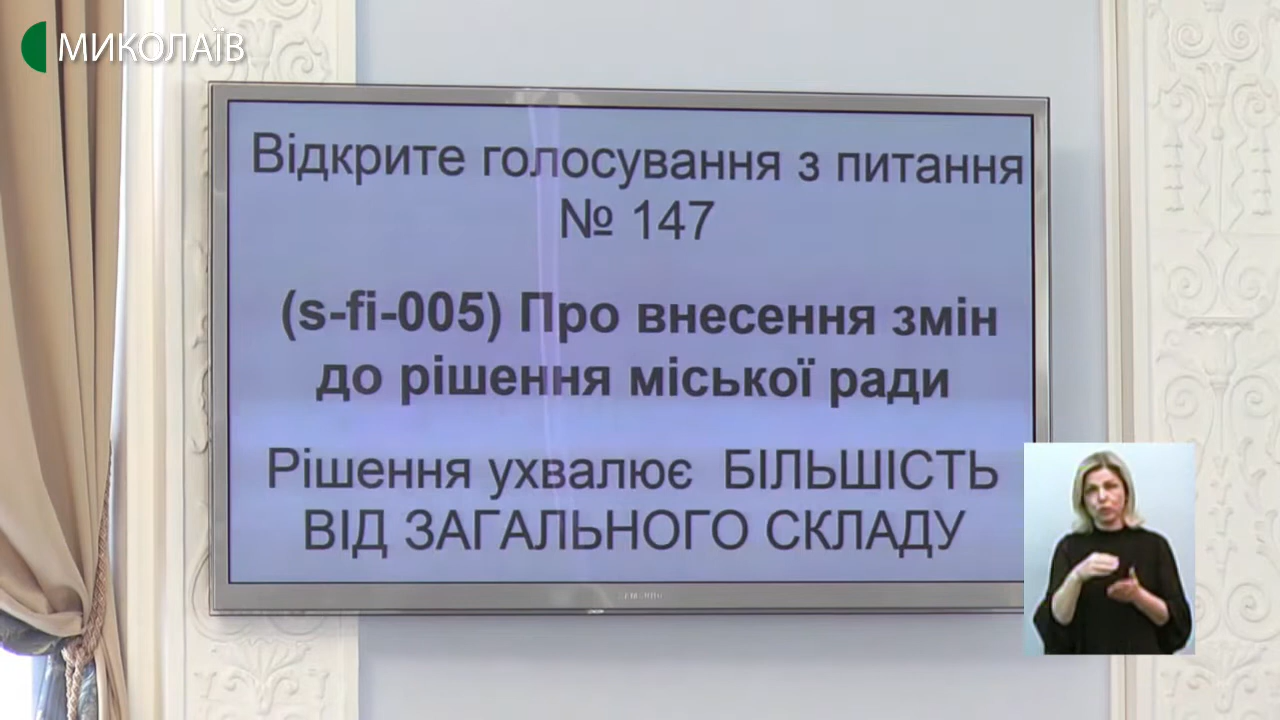 МИКОЛАЇВ
Відкрите голосування з питання
№ 147
(s-fi-005) Про внесення змін
до рішення міської ради
Рішення ухвалює БІЛЬШІСТЬ
ВІД ЗАГАЛЬНОГО СКЛАДУ
SAMSUNG